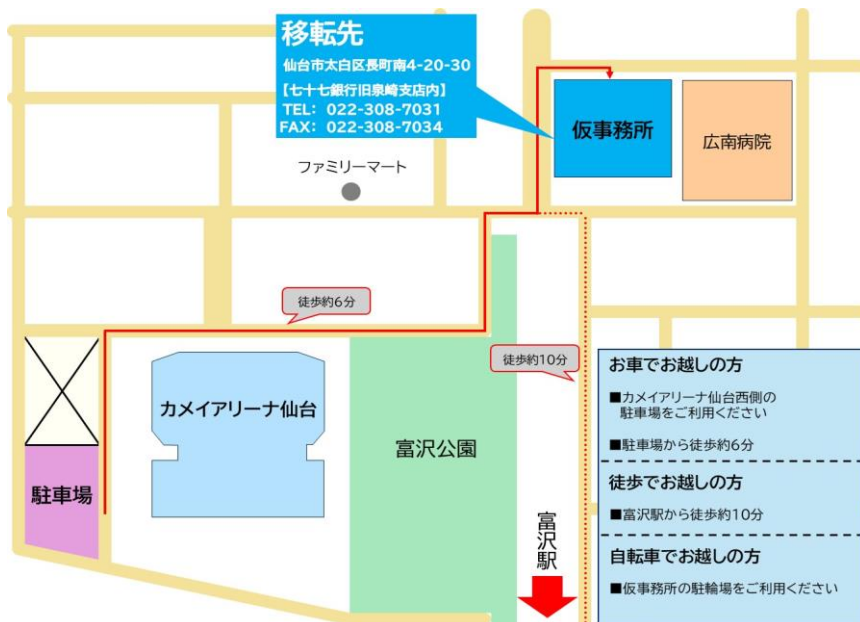 移転先
仙台市太白区長町南4-20-30
【七十七銀行旧泉崎支店内】
TEL: 022-308-7031
FAX: 022-308-7034
仮事務所
広南病院
ファミリーマート
徒歩約6分
徒歩約10分
カメイアリーナ仙台
富沢公園
駐車場
富沢駅
お車でお越しの方
■カメイアリーナ仙台西側の
駐車場をご利用ください
■駐車場から徒歩約6分
徒歩でお越しの方
■富沢駅から徒歩約10分
自転車でお越しの方
■仮事務所の駐輪場をご利用ください